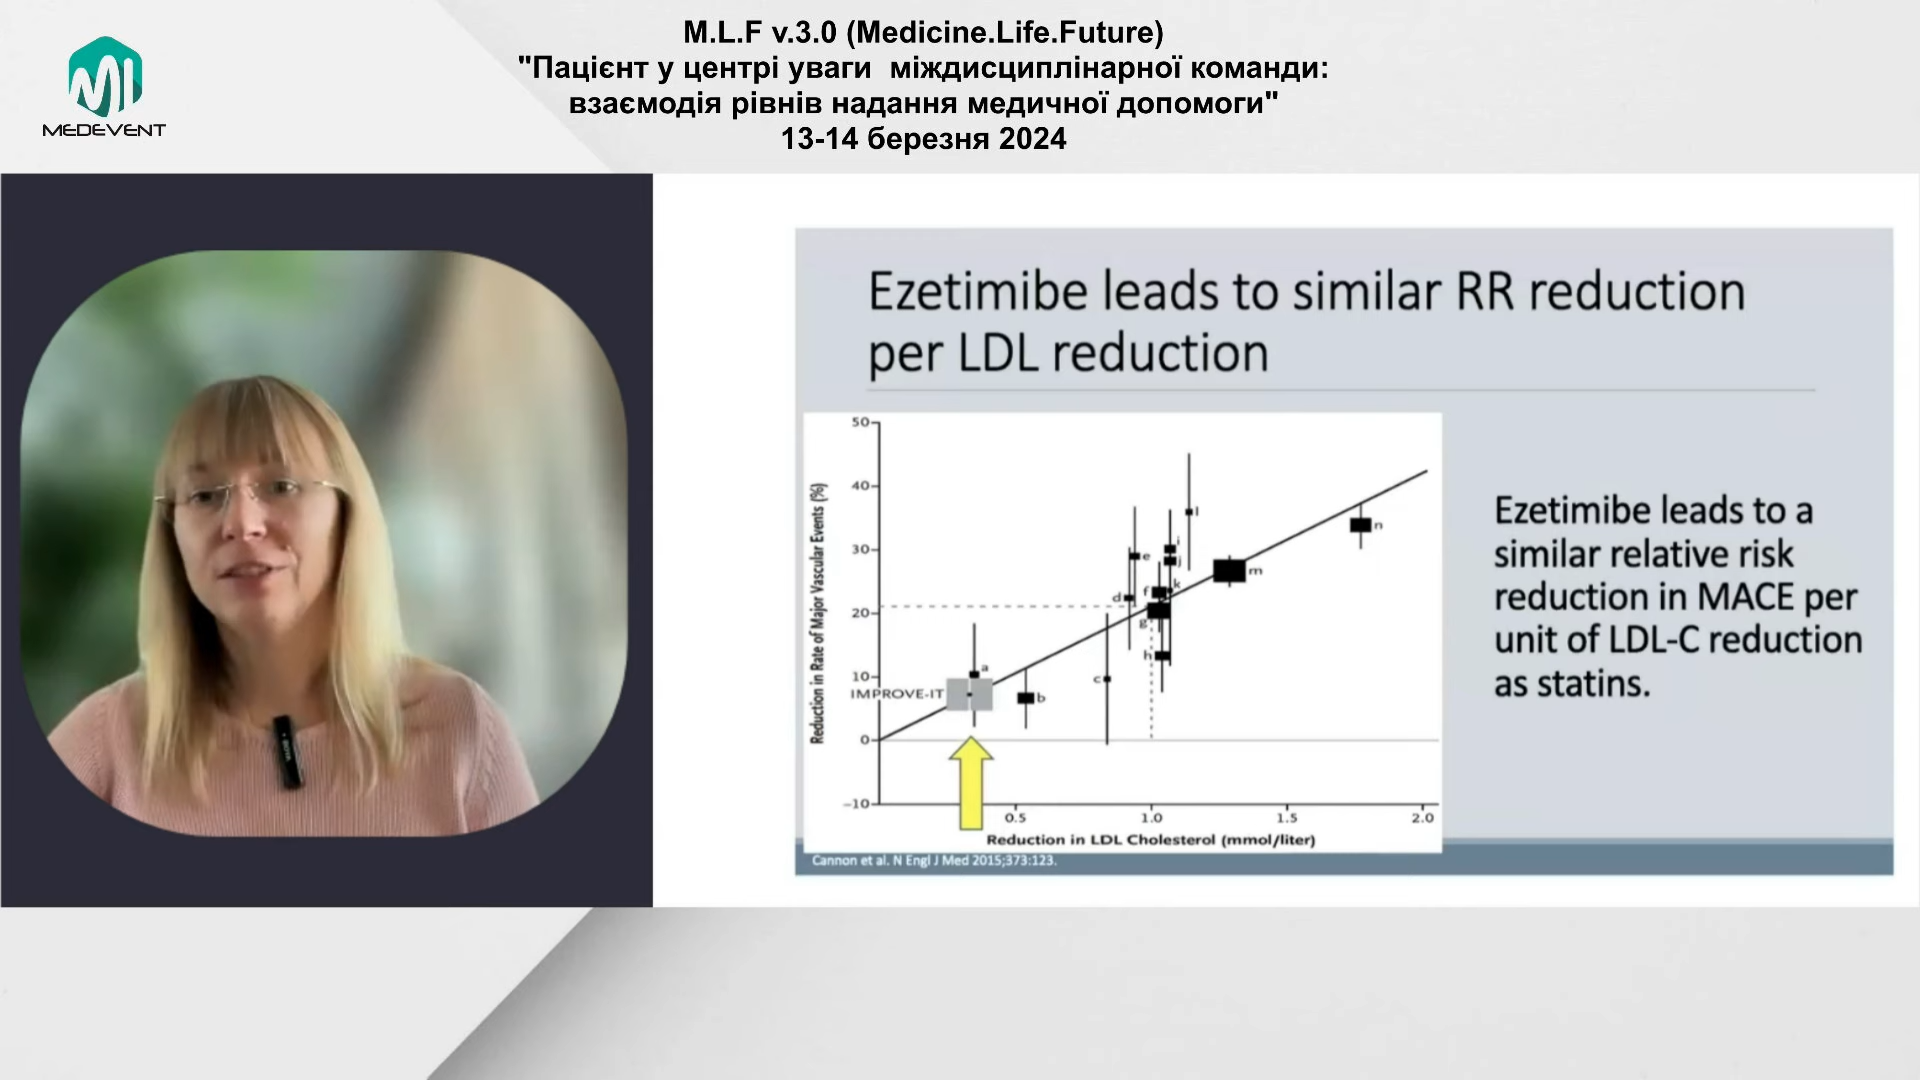 M.L.F v.3.0 (Medicine.Life.Future)
"Пацієнт у центрі уваги  міждисциплінарної команди:
взаємодія рівнів надання медичної допомоги"
13-14 березня 2024
MEDEVENT
Ezetimibe leads to similar RR reduction
per LDL reduction
Reduction in Rate of Major Vascular Events (%)
50
40
30
20
10
0
-10
IMPROVE-IT
a
b
c
d
e
f
g
h
i
j
k
l
m
n
0.5
1.0
1.5
2.0
Reduction in LDL Cholesterol (mmol/liter)
Ezetimibe leads to a
similar relative risk
reduction in MACE per
unit of LDL-C reduction
as statins.
Cannon et al. N Engl J Med 2015;373:123.